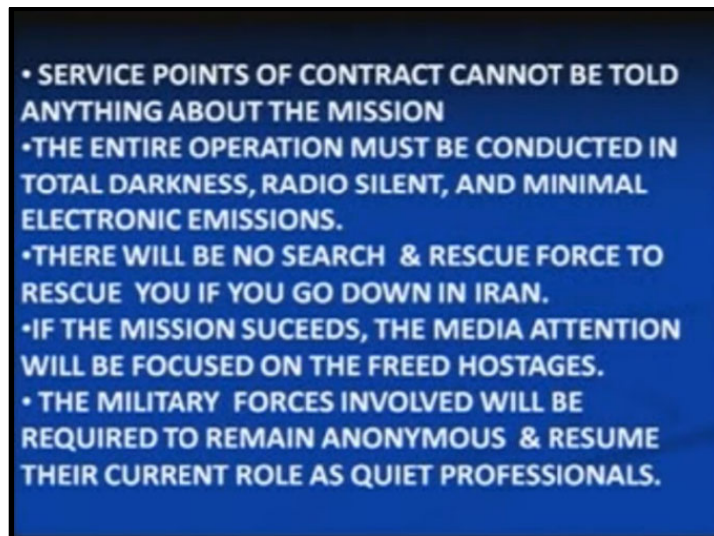 • SERVICE POINTS OF CONTRACT CANNOT BE TOLD
ANYTHING ABOUT THE MISSION
•THE ENTIRE OPERATION MUST BE CONDUCTED IN
TOTAL DARKNESS, RADIO SILENT, AND MINIMAL
ELECTRONIC EMISSIONS.
•THERE WILL BE NO SEARCH & RESCUE FORCE TO
RESCUE YOU IF YOU GO DOWN IN IRAN.
•IF THE MISSION SUCEEDS, THE MEDIA ATTENTION
WILL BE FOCUSED ON THE FREED HOSTAGES.
• THE MILITARY FORCES INVOLVED WILL BE
REQUIRED TO REMAIN ANONYMOUS & RESUME
THEIR CURRENT ROLE AS QUIET PROFESSIONALS.